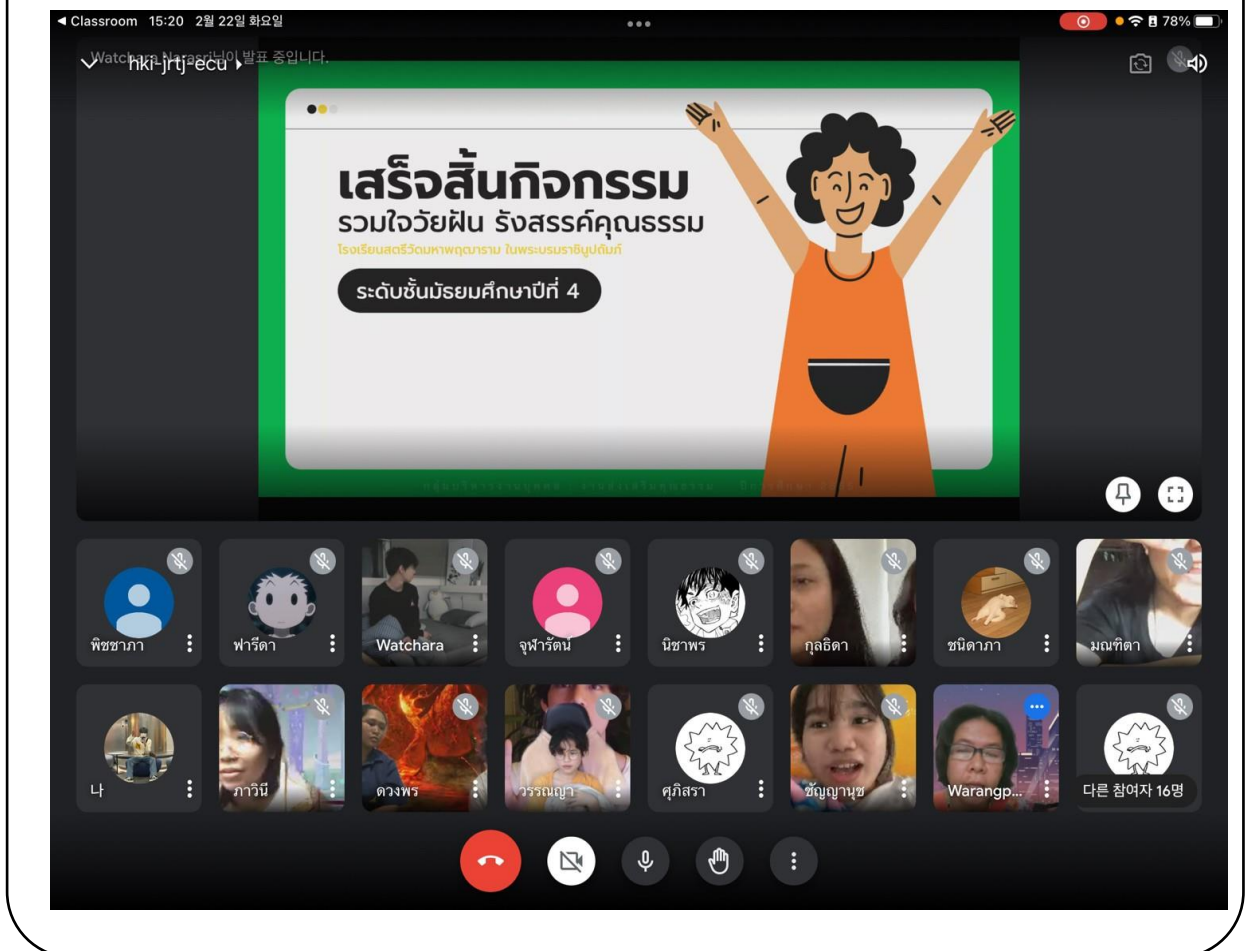 ◀ Classroom 15:20 2월 22일 화요일
78%
Watchara Narasri님이 발표 중입니다.
hki-jrtj-ecu
เสร็จสิ้นกิจกรรม
รวมใจวัยฝัน รังสรรค์คุณธรรม
โรงเรียนสตรีวัดมหาพฤฒาราม ในพระบรมราชินูปถัมภ์
ระดับชั้นมัธยมศึกษาปีที่ 4
พิชชาภา
ฟารีดา
Watchara
จุฬารัตน์
นิชาพร
กุลธิดา
ชนิดาภา
มณฑิตา
나
ภาวินี
ดวงพร
วรรณญา
ศุภิสรา
ชัญญานุช
Warangp...
다른 참여자 16명